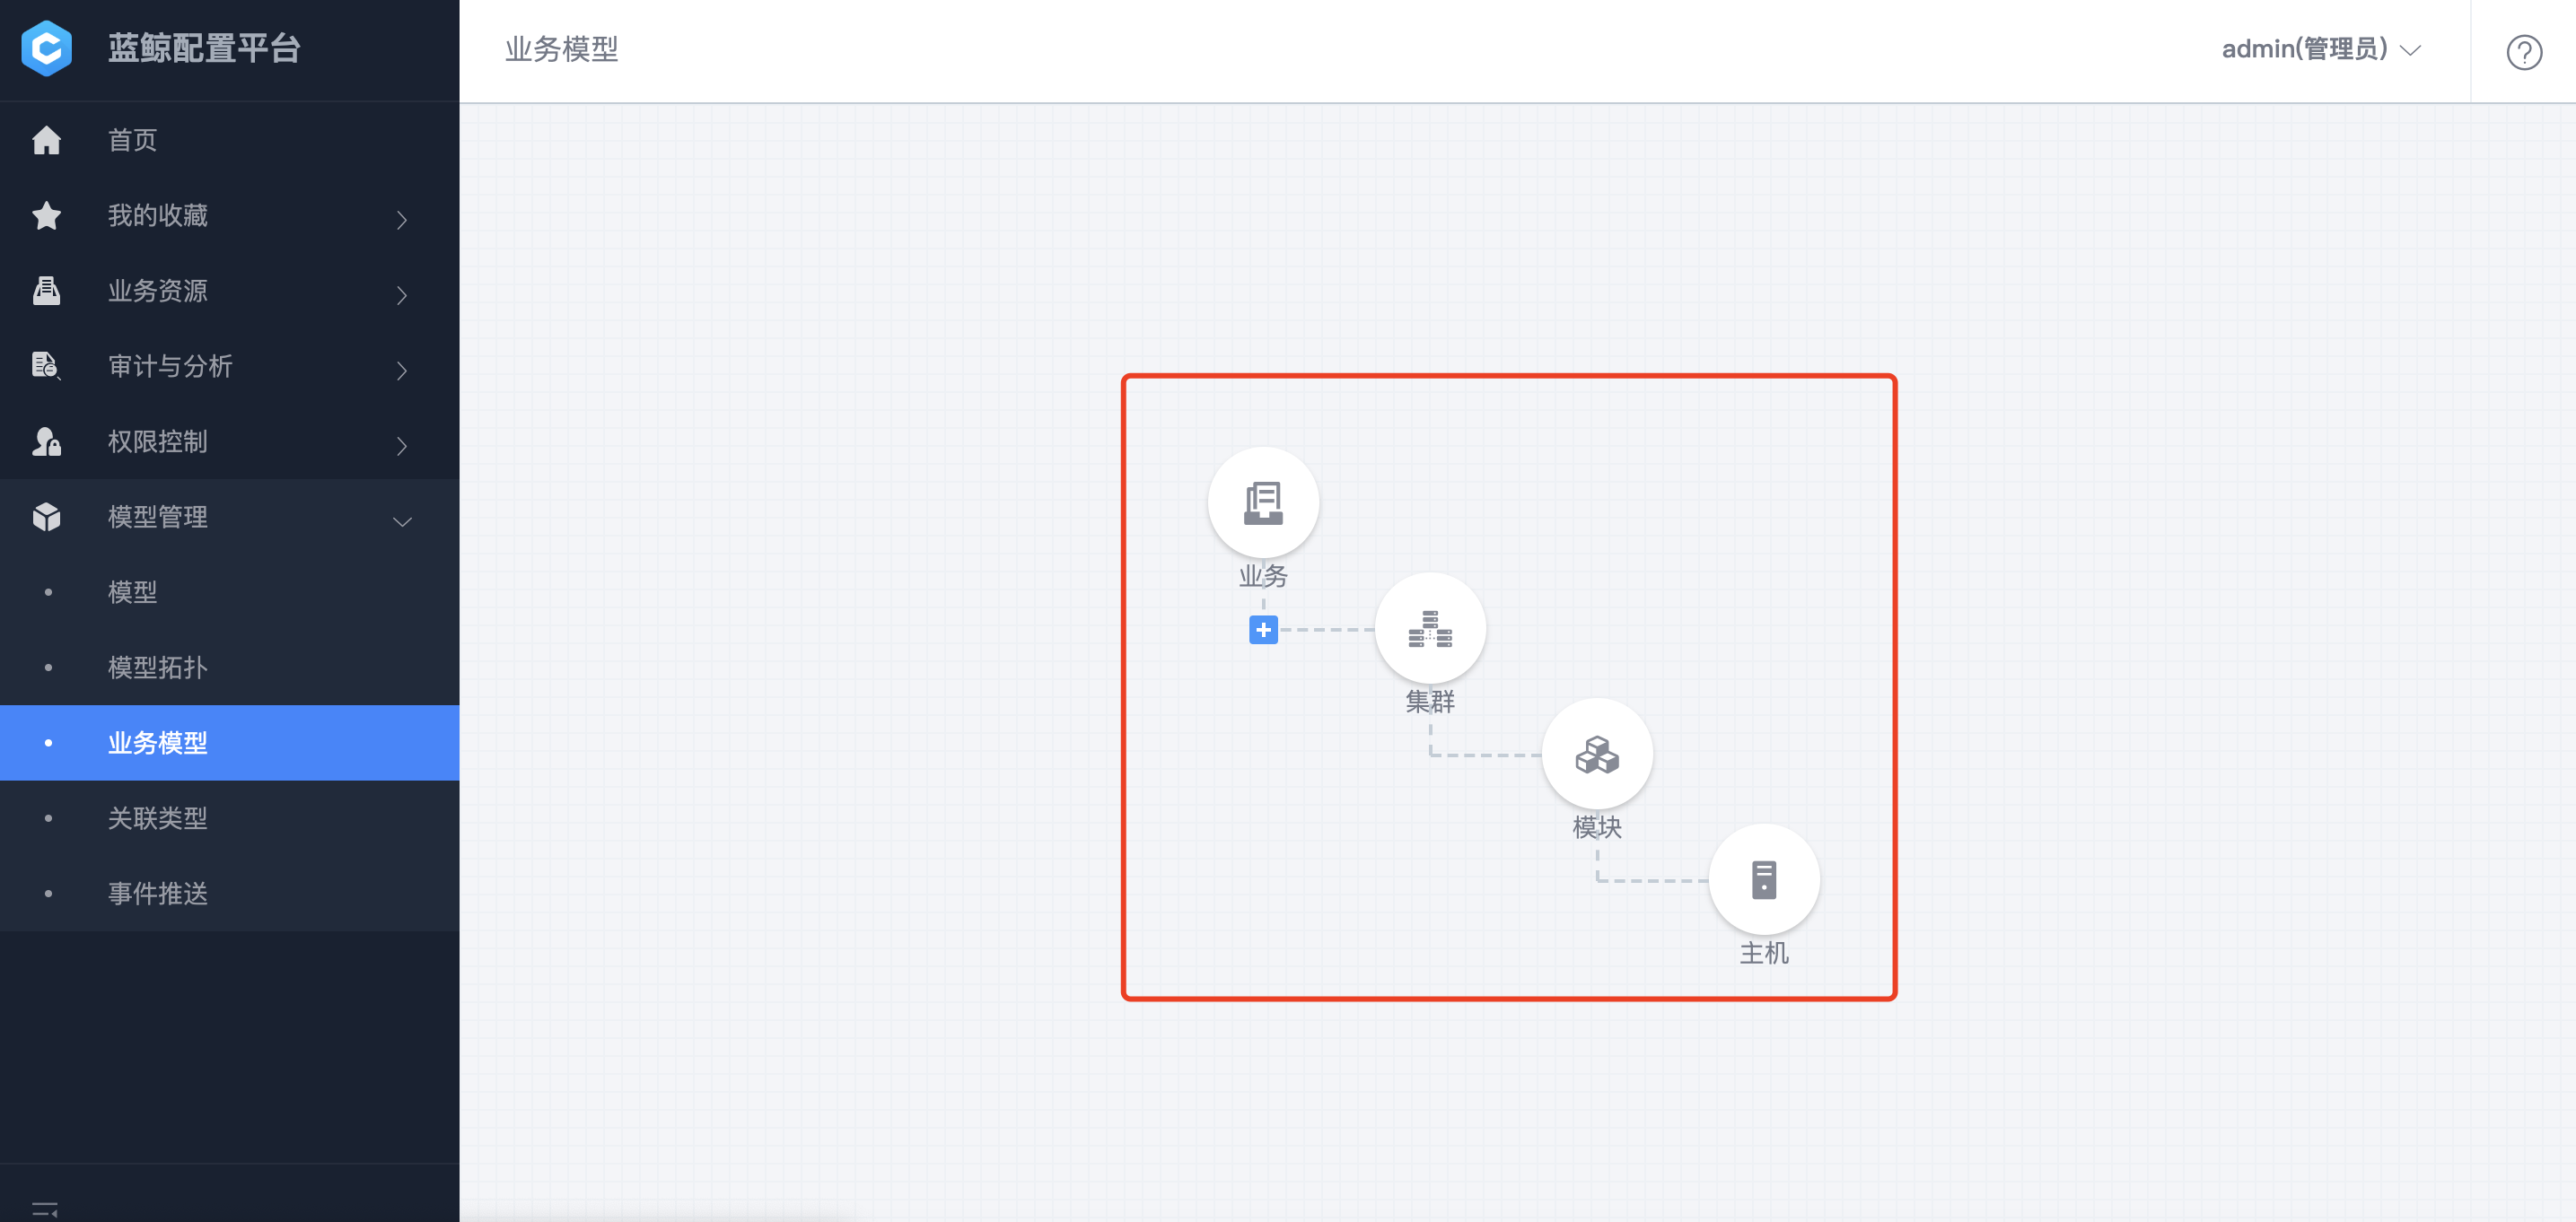 蓝鲸配置平台
首页
我的收藏
业务资源
审计与分析
权限控制
模型管理
模型
模型拓扑
业务模型
关联类型
事件推送
业务模型
admin(管理员)
业务
集群
模块
主机